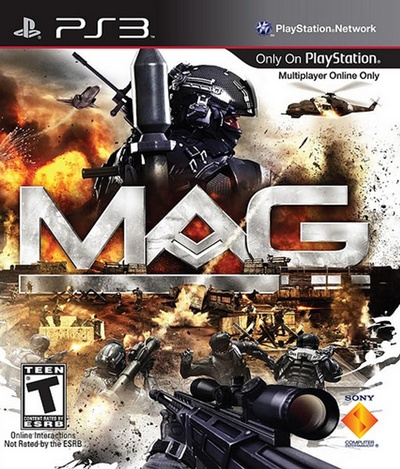 PS3
PlayStation®Network
Only On PlayStation®
Multiplayer Online Only
MAG
TEEN
T
CONTENT RATED BY
ESRB
Online Interactions
Not Rated by the ESRB
SONY
COMPUTER